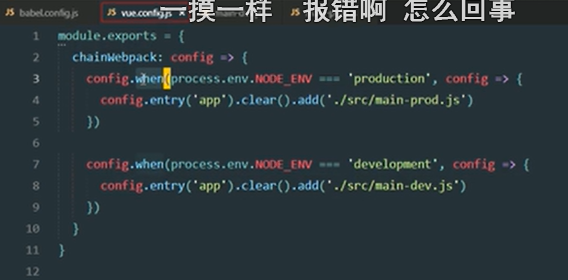 babel.config.js vue.config.js main-d
一摸一样 报错啊 怎么回事
1 module.exports = {
2 chainWebpack: config => {
3 config.when(process.env.NODE_ENV === 'production', config => {
4 config.entry('app').clear().add('./src/main-prod.js')
5 })
6
7 config.when(process.env.NODE_ENV === 'development', config => {
8 config.entry('app').clear().add('./src/main-dev.js')
9 })
10 }
11 }
12